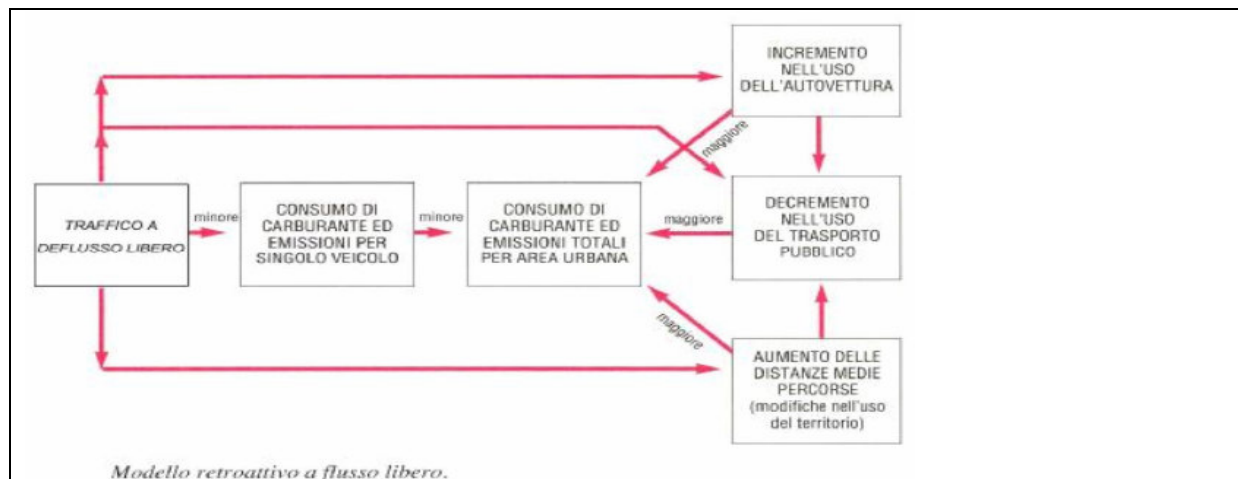 INCREMENTO
NELL'USO
DELL'AUTOVETTURA
maggiore
TRAFFICO A
DEFLUSSO LIBERO
minore
CONSUMO DI
CARBURANTE ED
EMISSIONI PER
SINGOLO VEICOLO
minore
CONSUMO DI
CARBURANTE ED
EMISSIONI TOTALI
PER AREA URBANA
maggiore
DECREMENTO
NELL'USO
DEL TRASPORTO
PUBBLICO
maggiore
AUMENTO DELLE
DISTANZE MEDIE
PERCORSE
(modifiche nell'uso
del territorio)
Modello retroattivo a flusso libero.